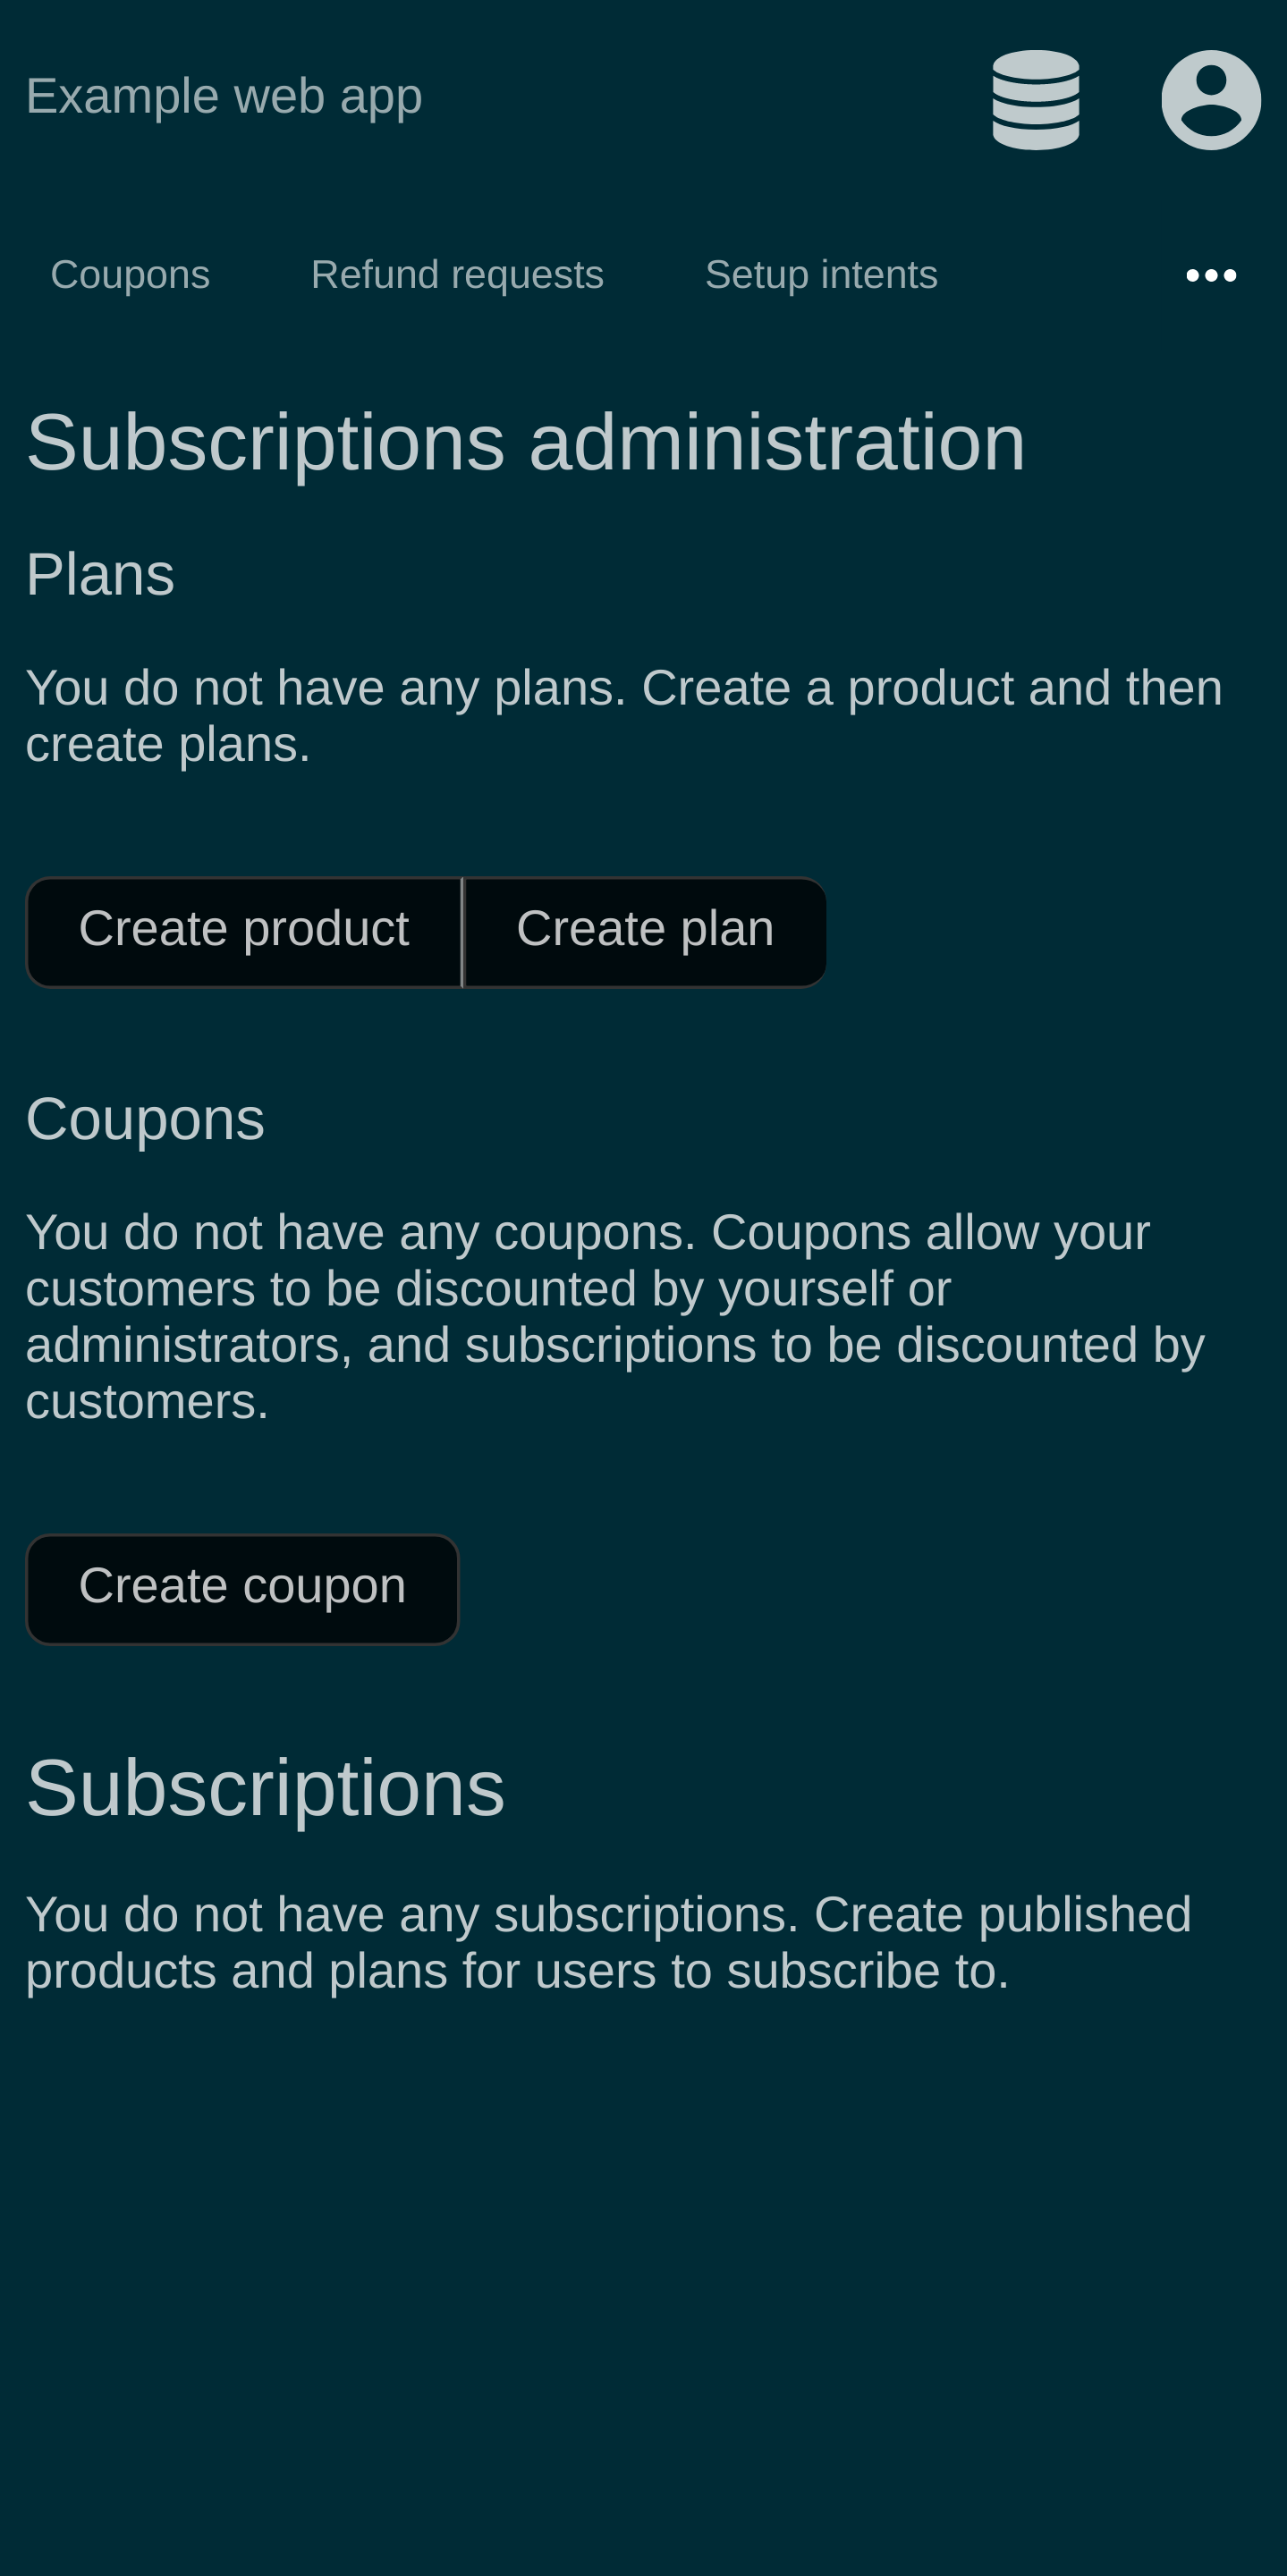 Example web app
Coupons Refund requests Setup intents
Subscriptions administration
Plans
You do not have any plans. Create a product and then
create plans.
Create product Create plan
Coupons
You do not have any coupons. Coupons allow your
customers to be discounted by yourself or
administrators, and subscriptions to be discounted by
customers.
Create coupon
Subscriptions
You do not have any subscriptions. Create published
products and plans for users to subscribe to.